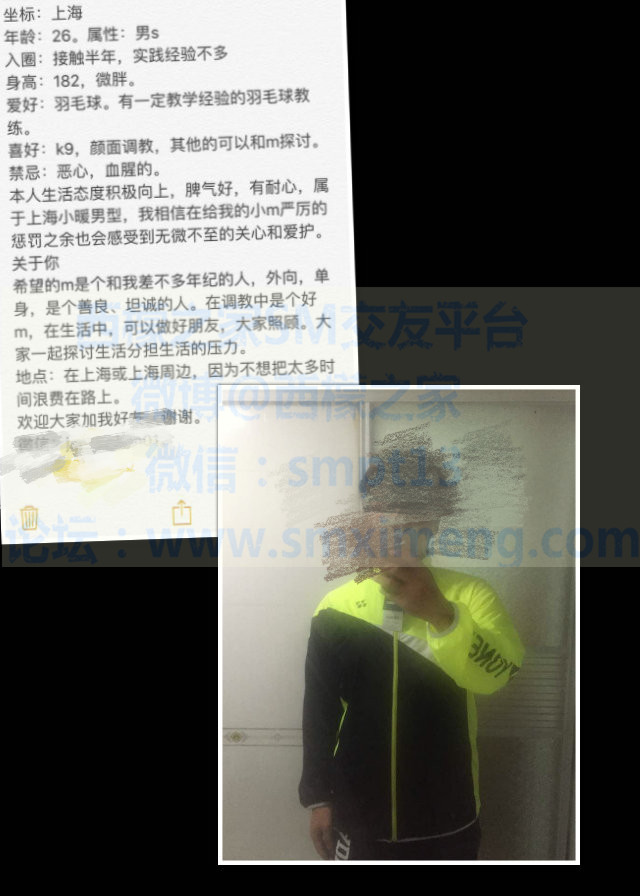 坐标：上海
年龄：26。属性：男s
入圈：接触半年，实践经验不多
身高：182，微胖。
爱好：羽毛球。有一定教学经验的羽毛球教
练。
喜好：k9，颜面调教，其他的可以和m探讨。
禁忌：恶心，血腥的。
本人生活态度积极向上，脾气好，有耐心，属
于上海小暖男型，我相信在给我的小m严厉的
惩罚之余也会感受到无微不至的关心和爱护。
关于你
希望的m是个和我差不多年纪的人，外向，单
身，是个善良、坦诚的人。在调教中是个好
m，在生活中，可以做好朋友，大家照顾。大
家一起探讨生活分担生活的压力。
地点：在上海或上海周边，因为不想把太多时
间浪费在路上。
欢迎大家加我好友，谢谢。
西檬之家SM交友平台
微博@西檬之家
微信：smpt13
论坛：www.smximeng.com
YONE